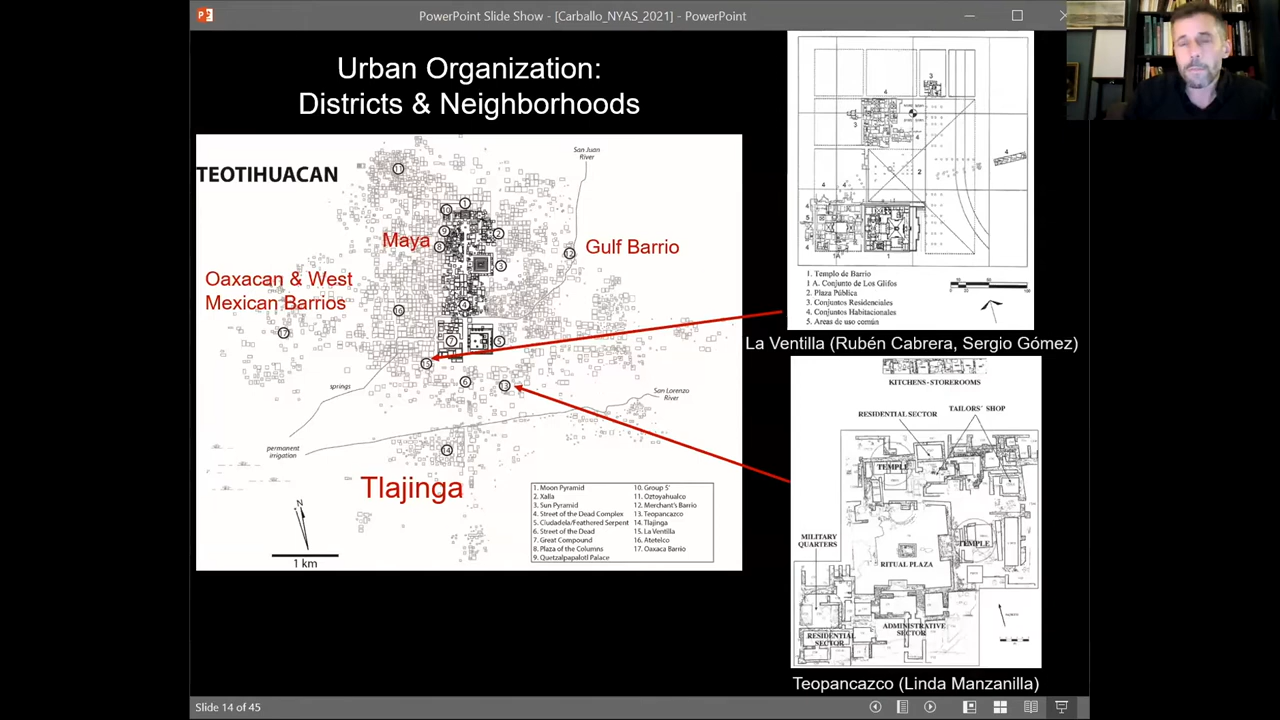 PowerPoint Slide Show - [Carballo_NYAS_2021] - PowerPoint
Urban Organization:
Districts & Neighborhoods
TEOTIHUACAN
San Juan
River
Maya
Gulf Barrio
Oaxacan & West
Mexican Barrios
springs
San Lorenzo
River
permanent
irrigation
Tlajinga
N
1 km
1. Moon Pyramid
2. Xalla
3. Sun Pyramid
4. Street of the Dead Complex
5. Ciudadela/Feathered Serpent
6. Street of the Dead
7. Great Compound
8. Plaza of the Columns
9. Quetzalpapalotl Palace
10. Group 5'
11. Oztoyahualco
12. Merchant's Barrio
13. Teopancazco
14. Tlajinga
15. La Ventilla
16. Atetelco
17. Oaxaca Barrio
1. Templo de Barrio
1 A. Conjunto de Los Glifos
2. Plaza Pública
3. Conjuntos Residenciales
4. Conjuntos Habitacionales
5. Areas de uso común
La Ventilla (Rubén Cabrera, Sergio Gómez)
KITCHENS - STOREROOMS
RESIDENTIAL SECTOR
TAILORS' SHOP
TEMPLE
MILITARY
QUARTERS
TEMPLE
RITUAL PLAZA
ADMINISTRATIVE
SECTOR
RESIDENTIAL
SECTOR
Teopancazco (Linda Manzanilla)
Slide 14 of 45